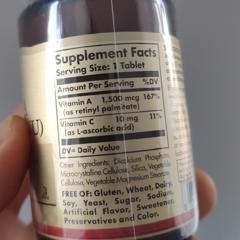 Supplement Facts
Serving Size: 1 Tablet
Amount Per Serving %DV
Vitamin A 1,500 mcg 167%
(as retinyl palmitate)
Vitamin C 10 mg 11%
(as L-ascorbic acid)
DV= Daily Value
Other Ingredients: Dicalcium Phosphate,
Microcrystalline Cellulose, Silica, Vegetable
Cellulose, Vegetable Magnesium Stearate.
FREE OF: Gluten, Wheat, Dairy,
Soy, Yeast, Sugar, Sodium,
Artificial Flavor, Sweetener,
Preservatives and Color.
IU)